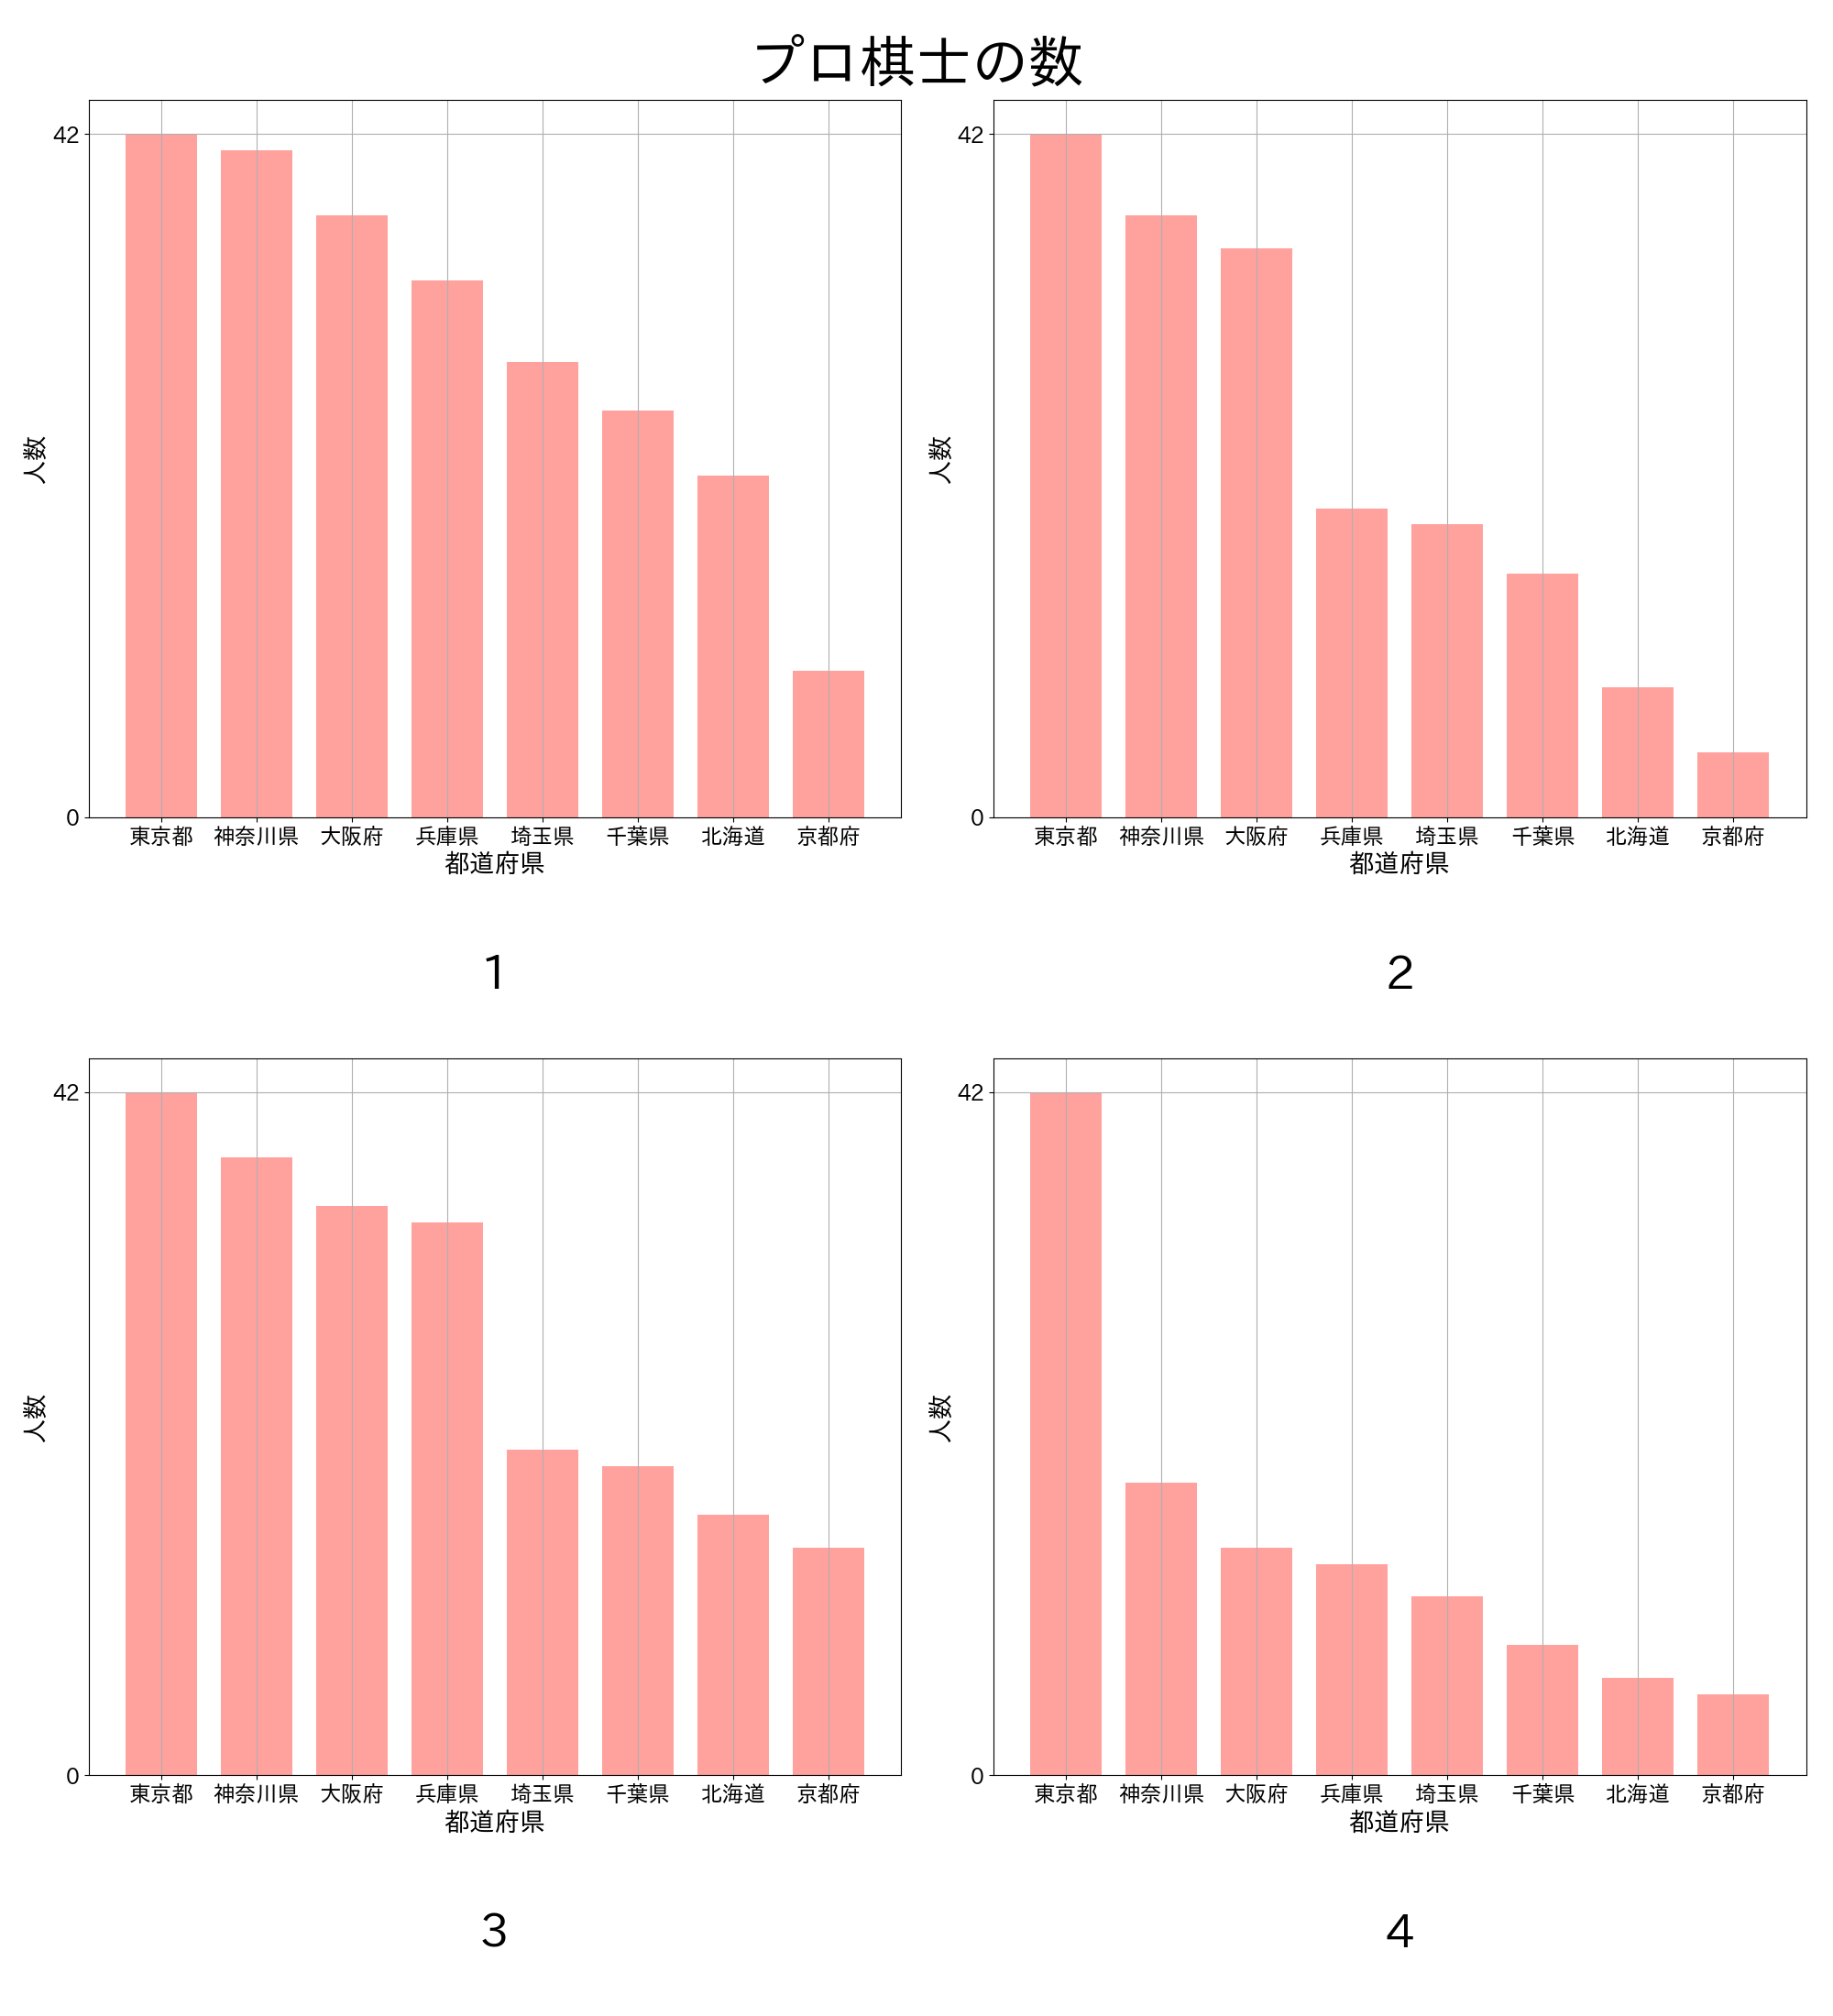 プロ棋士の数
42
0
人数
東京都 神奈川県 大阪府 兵庫県 埼玉県 千葉県 北海道 京都府
都道府県
1
42
0
人数
東京都 神奈川県 大阪府 兵庫県 埼玉県 千葉県 北海道 京都府
都道府県
2
42
0
人数
東京都 神奈川県 大阪府 兵庫県 埼玉県 千葉県 北海道 京都府
都道府県
3
42
0
人数
東京都 神奈川県 大阪府 兵庫県 埼玉県 千葉県 北海道 京都府
都道府県
4